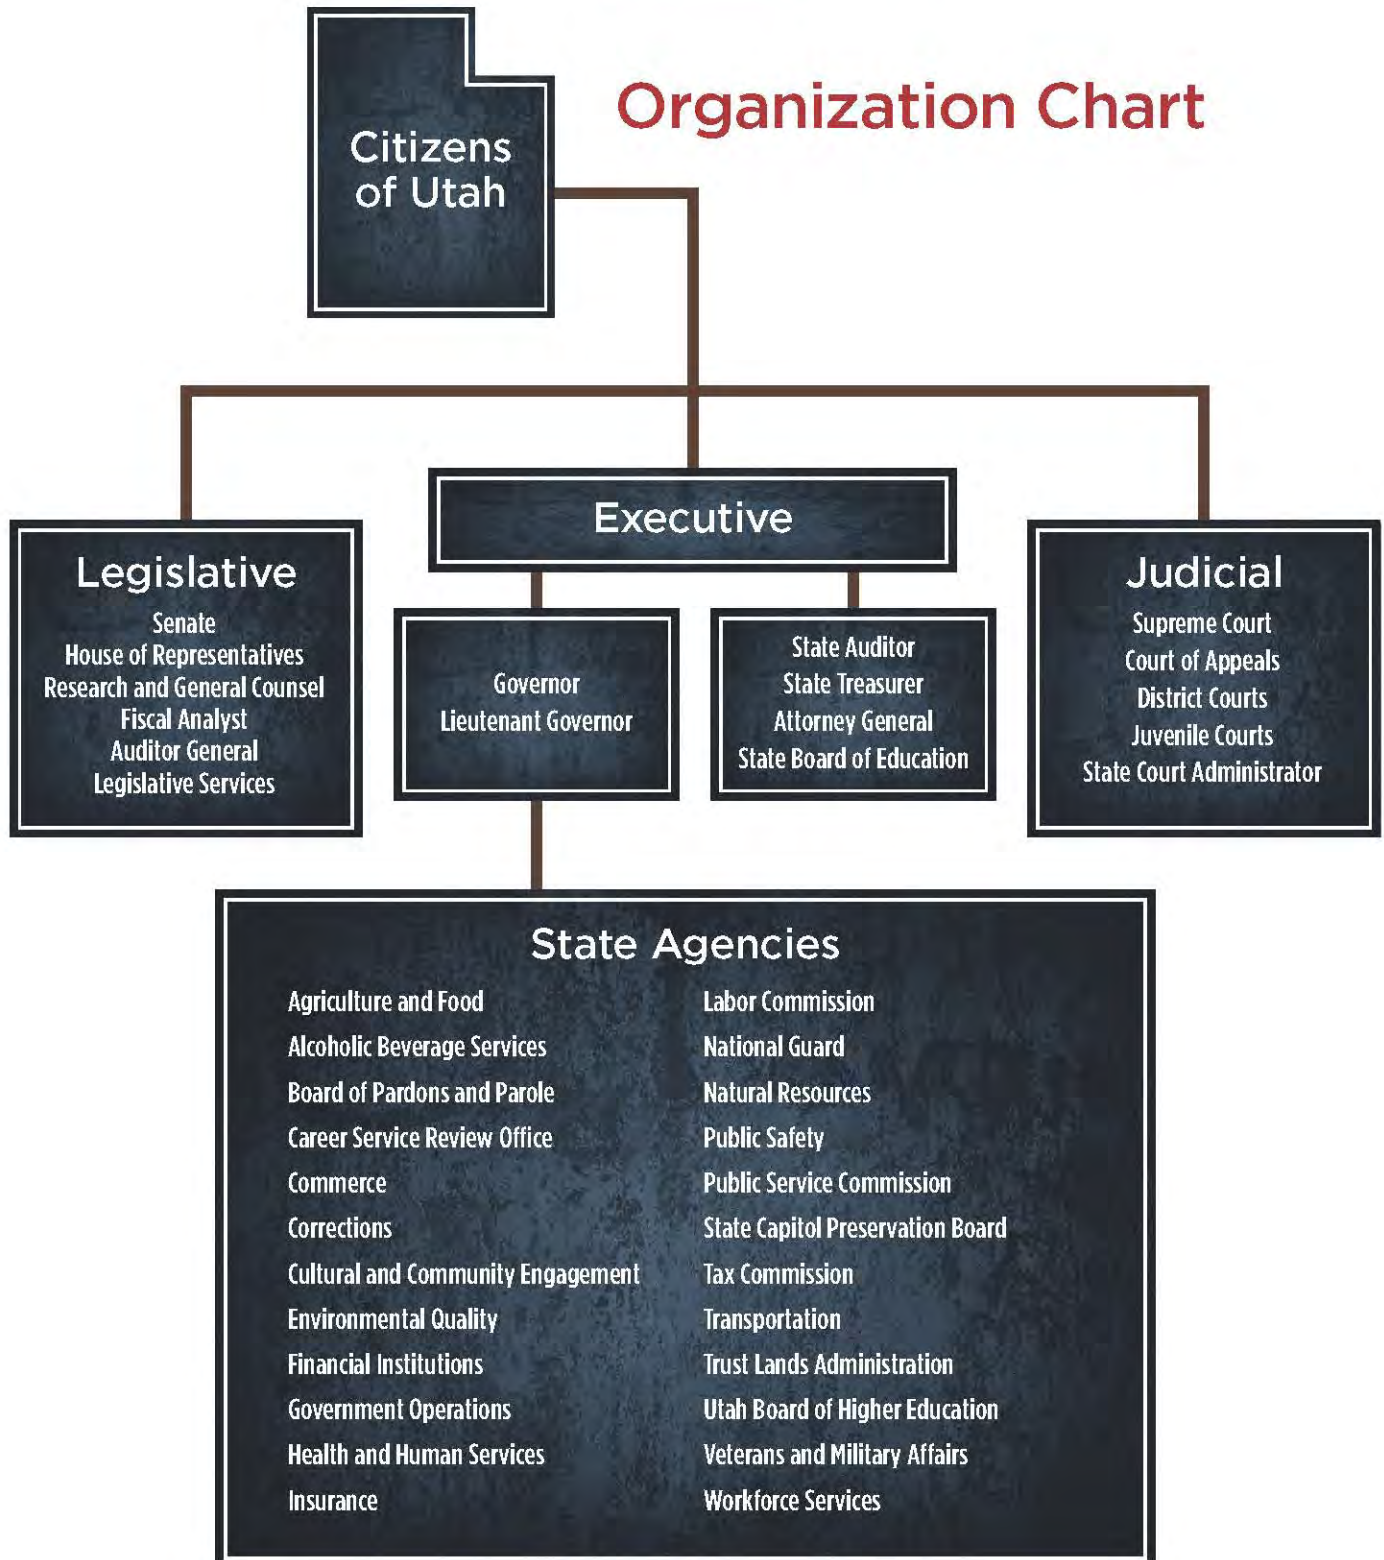 Citizens
of Utah
Organization Chart
Executive
Legislative
Senate
House of Representatives
Research and General Counsel
Fiscal Analyst
Auditor General
Legislative Services
Governor
Lieutenant Governor
State Auditor
State Treasurer
Attorney General
State Board of Education
Judicial
Supreme Court
Court of Appeals
District Courts
Juvenile Courts
State Court Administrator
State Agencies
Agriculture and Food
Alcoholic Beverage Services
Board of Pardons and Parole
Career Service Review Office
Commerce
Corrections
Cultural and Community Engagement
Environmental Quality
Financial Institutions
Government Operations
Health and Human Services
Insurance
Labor Commission
National Guard
Natural Resources
Public Safety
Public Service Commission
State Capitol Preservation Board
Tax Commission
Transportation
Trust Lands Administration
Utah Board of Higher Education
Veterans and Military Affairs
Workforce Services